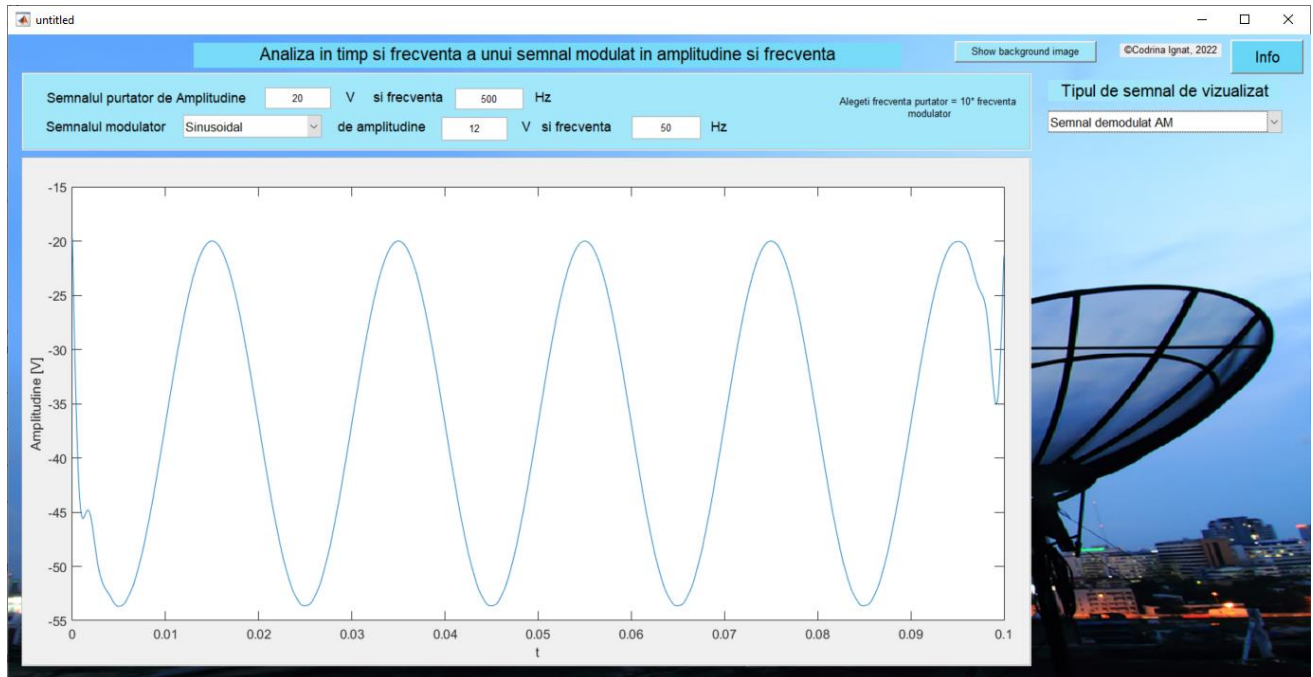 untitled
Analiza in timp si frecventa a unui semnal modulat in amplitudine si frecventa
Show background image
©Codrina Ignat, 2022
Info
Semnalul purtator de Amplitudine 20 V si frecventa 500 Hz
Alegeti frecventa purtator = 10* frecventa
modulator
Semnalul modulator Sinusoidal de amplitudine 12 V si frecventa 50 Hz
Tipul de semnal de vizualizat
Semnal demodulat AM
-15
-20
-25
-30
-35
-40
-45
-50
-55
Amplitudine [V]
0 0.01 0.02 0.03 0.04 0.05 0.06 0.07 0.08 0.09 0.1
t